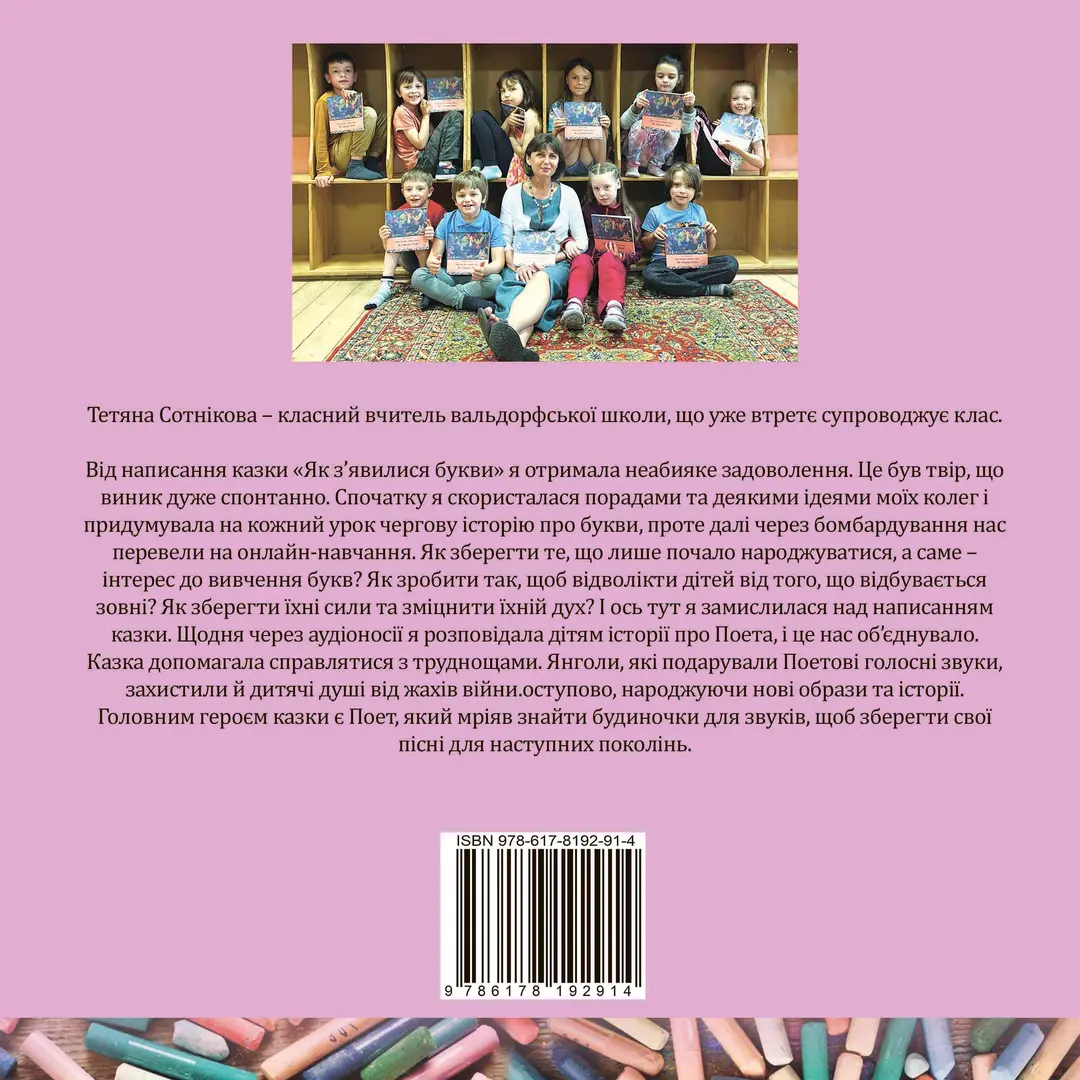 Тетяна Сотнікова – класний вчитель вальдорфської школи, що уже втретє супроводжує клас.
Від написання казки «Як з’явилися букви» я отримала неабияке задоволення. Це був твір, що
виник дуже спонтанно. Спочатку я скористалася порадами та деякими ідеями моїх колег і
придумувала на кожний урок чергову історію про букви, проте далі через бомбардування нас
перевели на онлайн-навчання. Як зберегти те, що лише почало народжуватися, а саме –
інтерес до вивчення букв? Як зробити так, щоб відволікти дітей від того, що відбувається
зовні? Як зберегти їхні сили та зміцнити їхній дух? І ось тут я замислилася над написанням
казки. Щодня через аудіоносії я розповідала дітям історії про Поета, і це нас об’єднувало.
Казка допомагала справлятися з труднощами. Янголи, які подарували Поетові голосні звуки,
захистили й дитячі душі від жахів війни.оступово, народжуючи нові образи та історії.
Головним героєм казки є Поет, який мріяв знайти будиночки для звуків, щоб зберегти свої
пісні для наступних поколінь.
ISBN 978-617-8192-91-4
9 786178 192914